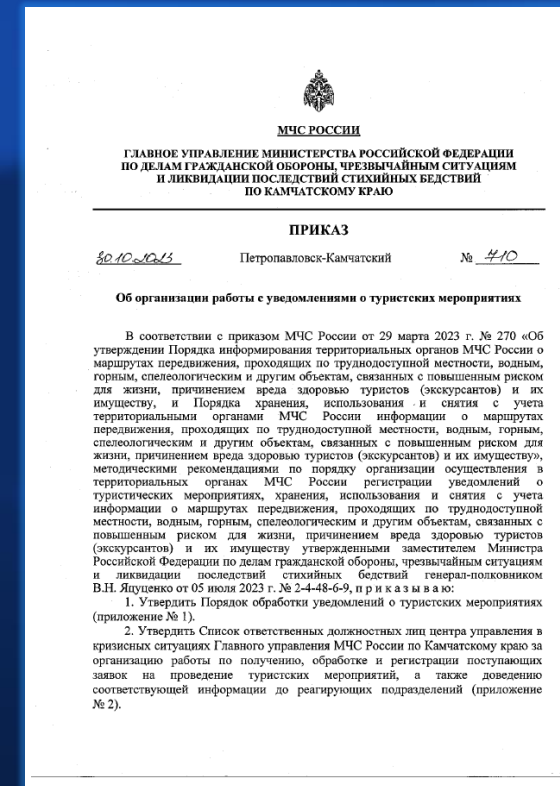 МЧС РОССИИ
ГЛАВНОЕ УПРАВЛЕНИЕ МИНИСТЕРСТВА РОССИЙСКОЙ ФЕДЕРАЦИИ
ПО ДЕЛАМ ГРАЖДАНСКОЙ ОБОРОНЫ, ЧРЕЗВЫЧАЙНЫМ СИТУАЦИЯМ
И ЛИКВИДАЦИИ ПОСЛЕДСТВИЙ СТИХИЙНЫХ БЕДСТВИЙ
ПО КАМЧАТСКОМУ КРАЮ
ПРИКАЗ
30.10.2023 Петропавловск-Камчатский № 710
Об организации работы с уведомлениями о туристских мероприятиях
В соответствии с приказом МЧС России от 29 марта 2023 г. № 270 «Об
утверждении Порядка информирования территориальных органов МЧС России о
маршрутах передвижения, проходящих по труднодоступной местности, водным,
горным, спелеологическим и другим объектам, связанных с повышенным риском
для жизни, причинением вреда здоровью туристов (экскурсантов) и их
имуществу, и Порядка хранения, использования и снятия с учета
территориальными органами МЧС России информации о маршрутах
передвижения, проходящих по труднодоступной местности, водным, горным,
спелеологическим и другим объектам, связанных с повышенным риском для
жизни, причинением вреда здоровью туристов (экскурсантов) и их имуществу»,
методическими рекомендациями по порядку организации осуществления в
территориальных органах МЧС России регистрации уведомлений о
туристических мероприятиях, хранения, использования и снятия с учета
информации о маршрутах передвижения, проходящих по труднодоступной
местности, водным, горным, спелеологическим и другим объектам, связанных с
повышенным риском для жизни, причинением вреда здоровью туристов
(экскурсантов) и их имуществу утвержденными заместителем Министра
Российской Федерации по делам гражданской обороны, чрезвычайным ситуациям
и ликвидации последствий стихийных бедствий генерал-полковником
В.Н. Яцуценко от 05 июля 2023 г. № 2-4-48-6-9, п р и к а з ы в а ю:
1. Утвердить Порядок обработки уведомлений о туристских мероприятиях
(приложение № 1).
2. Утвердить Список ответственных должностных лиц центра управления в
кризисных ситуациях Главного управления МЧС России по Камчатскому краю за
организацию работы по получению, обработке и регистрации поступающих
заявок на проведение туристских мероприятий, а также доведению
соответствующей информации до реагирующих подразделений (приложение
№ 2).